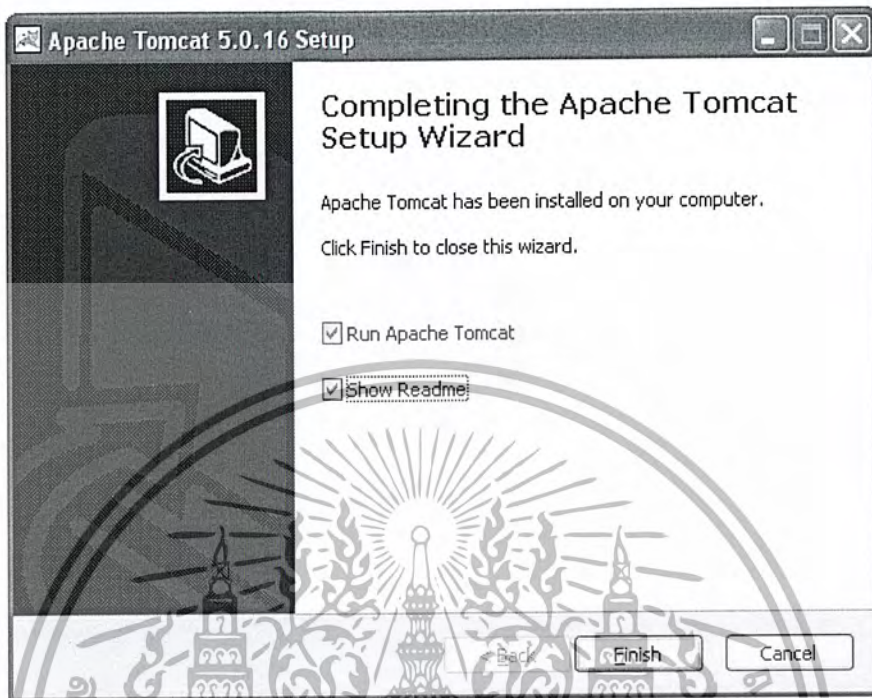 Apache Tomcat 5.0.16 Setup
Completing the Apache Tomcat
Setup Wizard
Apache Tomcat has been installed on your computer.
Click Finish to close this wizard.
Run Apache Tomcat
Show Readme
< Back Finish Cancel